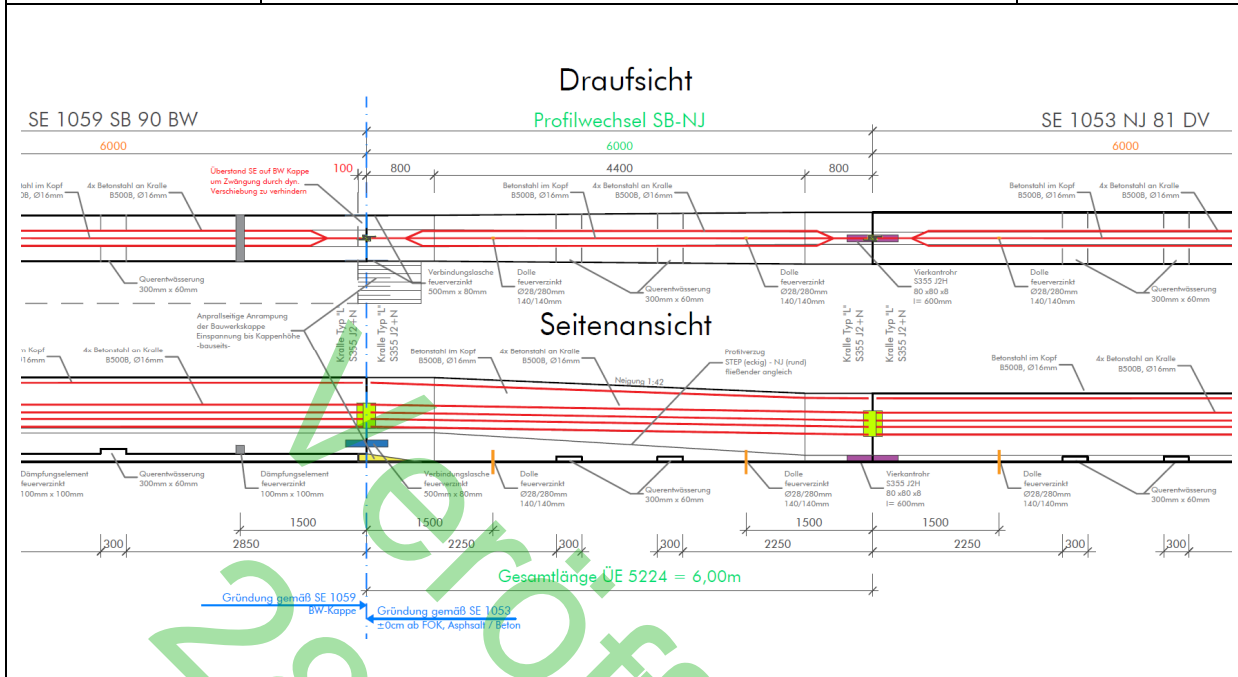 Draufsicht
SE 1059 SB 90 BW
Profilwechsel SB-NJ
SE 1053 NJ 81 DV
6000
6000
6000
Überstand SE auf BW Kappe
um Zwängung durch dyn.
Verschiebung zu verhindern
100
800
4400
800
tahl im Kopf
00B, Ø16mm
4x Betonstahl an Kralle
B500B, Ø16mm
Betonstahl im Kopf
B500B, Ø16mm
4x Betonstahl an Kralle
B500B, Ø16mm
Betonstahl im Kopf
B500B, Ø16mm
4x Betonstahl an Kralle
B500B, Ø16mm
Querentwässerung
300mm x 60mm
Verbindungslasche
feuerverzinkt
500mm x 80mm
Dolle
feuerverzinkt
Ø28/280mm
140/140mm
Querentwässerung
300mm x 60mm
Dolle
feuerverzinkt
Ø28/280mm
140/140mm
Vierkantrohr
S355 J2H
80 x80 x8
l= 600mm
Dolle
feuerverzinkt
Ø28/280mm
140/140mm
Querentwässerung
300mm x 60mm
Anprallseitige Anrampung
der Bauwerkskappe
Einspannung bis Kappenhöhe
-bauseits-
Kralle Typ "L"
S355 J2+N
Kralle Typ "L"
S355 J2+N
Seitenansicht
Kralle Typ "L"
S355 J2+N
Kralle Typ "L"
S355 J2+N
m Kopf
Ø16mm
4x Betonstahl an Kralle
B500B, Ø16mm
Betonstahl im Kopf
B500B, Ø16mm
4x Betonstahl an Kralle
B500B, Ø16mm
Neigung 1:42
Profilverzug
STEP (eckig) - NJ (rund)
fließender angleich
Betonstahl im Kopf
B500B, Ø16mm
4x Betonstahl an Kralle
B500B, Ø16mm
Dämpfungselement
feuerverzinkt
100mm x 100mm
Querentwässerung
300mm x 60mm
Dämpfungselement
feuerverzinkt
100mm x 100mm
Verbindungslasche
feuerverzinkt
500mm x 80mm
Dolle
feuerverzinkt
Ø28/280mm
140/140mm
Querentwässerung
300mm x 60mm
Dolle
feuerverzinkt
Ø28/280mm
140/140mm
Vierkantrohr
S355 J2H
80 x80 x8
l= 600mm
Dolle
feuerverzinkt
Ø28/280mm
140/140mm
Querentwässerung
300mm x 60mm
1500
1500
1500
1500
300
2850
2250
300
300
2250
2250
300
300
Gesamtlänge ÜE 5224 = 6,00m
Gründung gemäß SE 1059
BW-Kappe
Gründung gemäß SE 1053
±0cm ab FOK, Asphsalt / Beton
Veröf